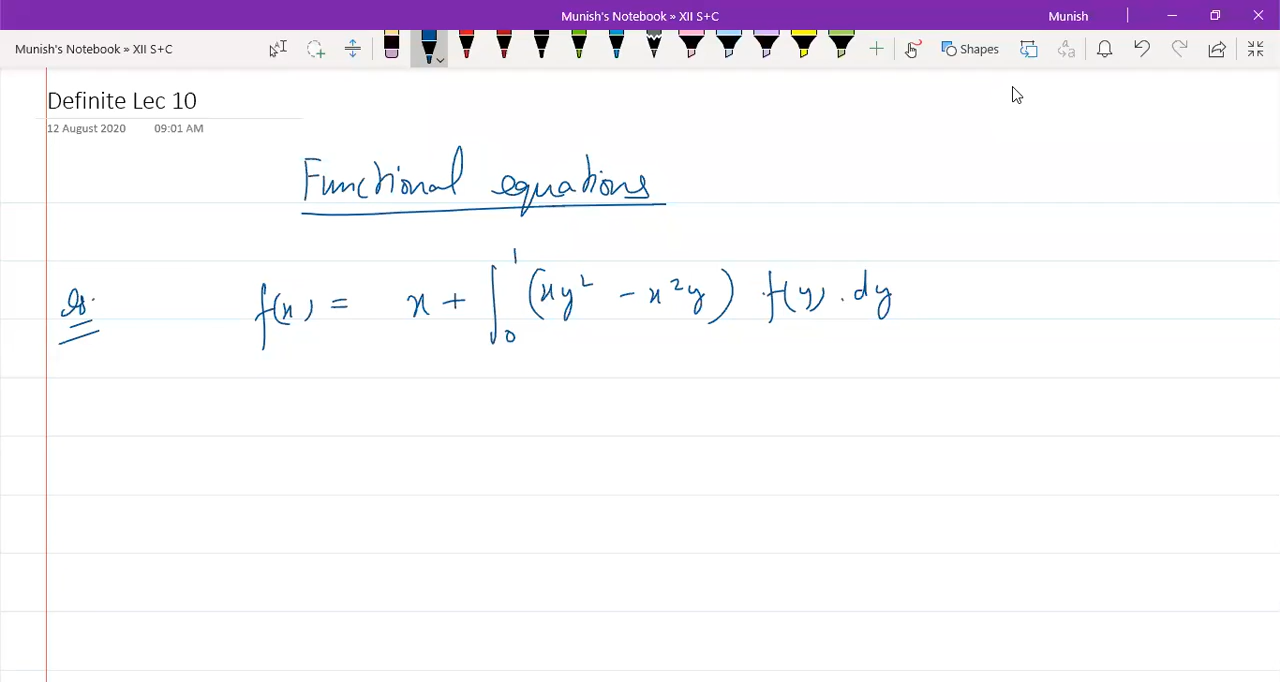 Munish's Notebook » XII S+C
Munish
Munish's Notebook » XII S+C
Shapes
Definite Lec 10
12 August 2020 09:01 AM
Functional equations
f(x) = x + ∫₀¹ (xy² - x²y) f(y). dy